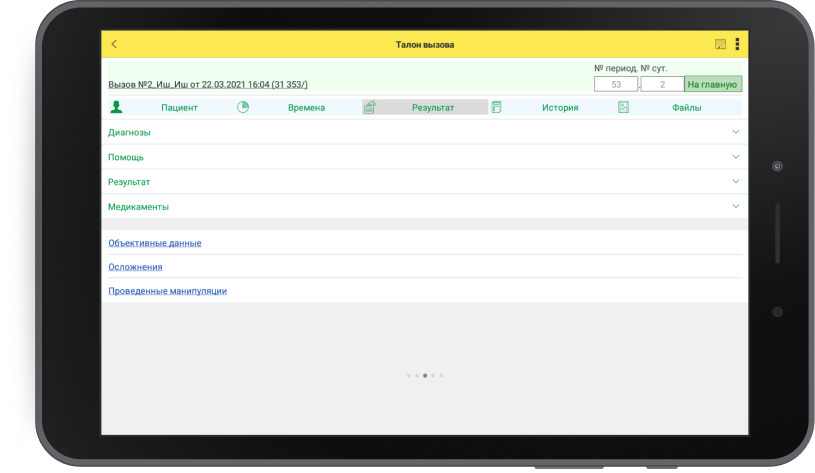 Талон вызова
№ период. № сут.
Вызов №2_Иш_Иш от 22.03.2021 16:04 (31 353/) 53 . 2 На главную
Пациент Времена Результат История Файлы
Диагнозы
Помощь
Результат
Медикаменты
Объективные данные
Осложнения
Проведенные манипуляции